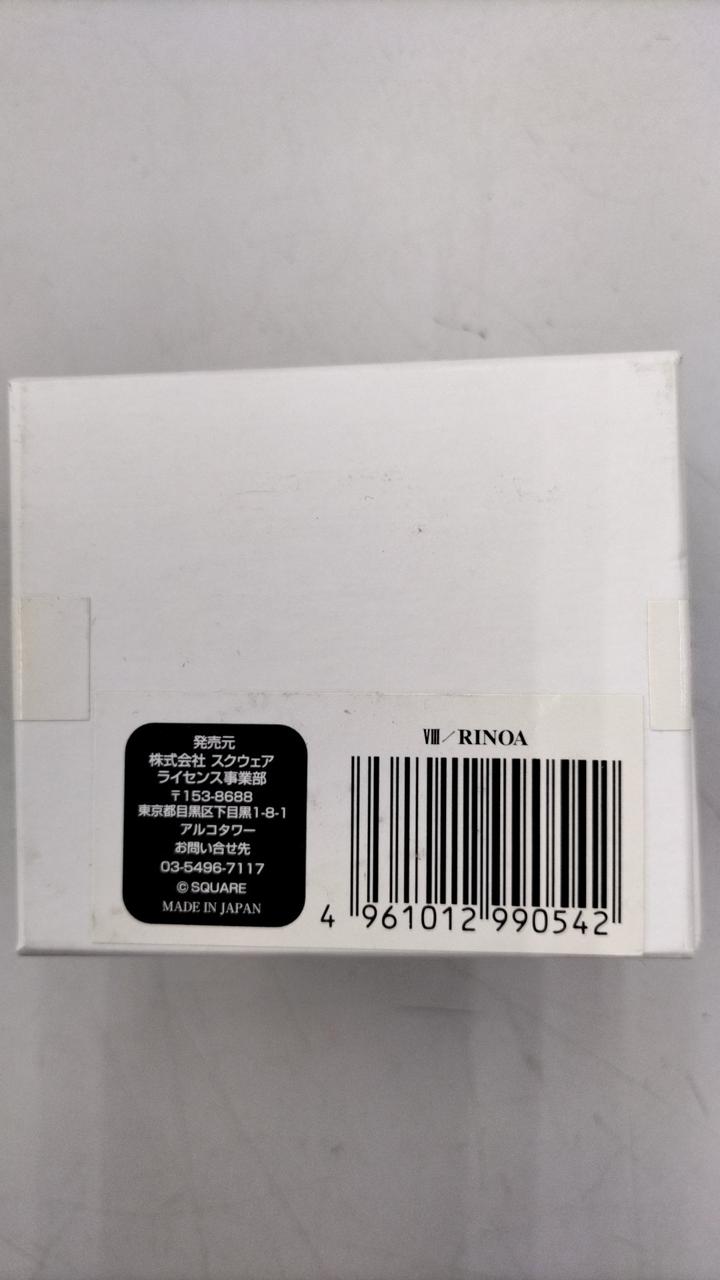 発売元
株式会社 スクウェア
ライセンス事業部
〒153-8688
東京都目黒区下目黒1-8-1
アルコタワー
お問い合せ先
03-5496-7117
© SQUARE
MADE IN JAPAN
Ⅷ/RINOA
4 961012 990542